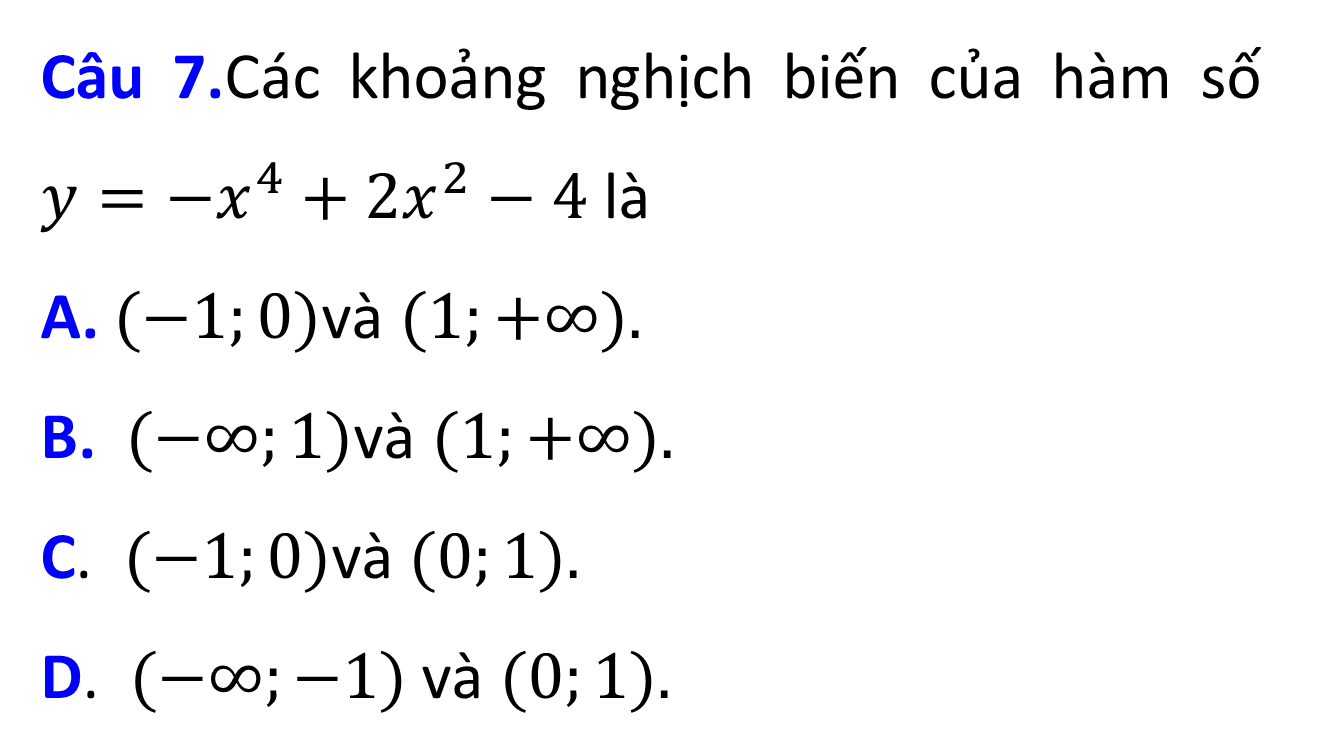 Câu 7.Các khoảng nghịch biến của hàm số
y = −x⁴ + 2x² − 4 là
A. (−1; 0)và (1; +∞).
B. (−∞; 1)và (1; +∞).
C. (−1; 0)và (0; 1).
D. (−∞; −1) và (0; 1).